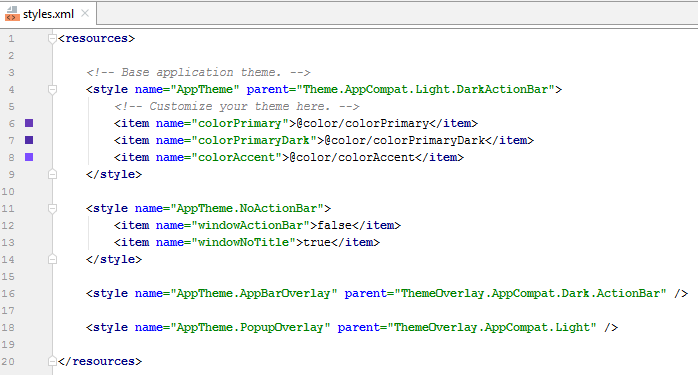 styles.xml
1 <resources>
2
3 <!-- Base application theme. -->
4 <style name="AppTheme" parent="Theme.AppCompat.Light.DarkActionBar">
5 <!-- Customize your theme here. -->
6 <item name="colorPrimary">@color/colorPrimary</item>
7 <item name="colorPrimaryDark">@color/colorPrimaryDark</item>
8 <item name="colorAccent">@color/colorAccent</item>
9 </style>
10
11 <style name="AppTheme.NoActionBar">
12 <item name="windowActionBar">false</item>
13 <item name="windowNoTitle">true</item>
14 </style>
15
16 <style name="AppTheme.AppBarOverlay" parent="ThemeOverlay.AppCompat.Dark.ActionBar" />
17
18 <style name="AppTheme.PopupOverlay" parent="ThemeOverlay.AppCompat.Light" />
19
20 </resources>